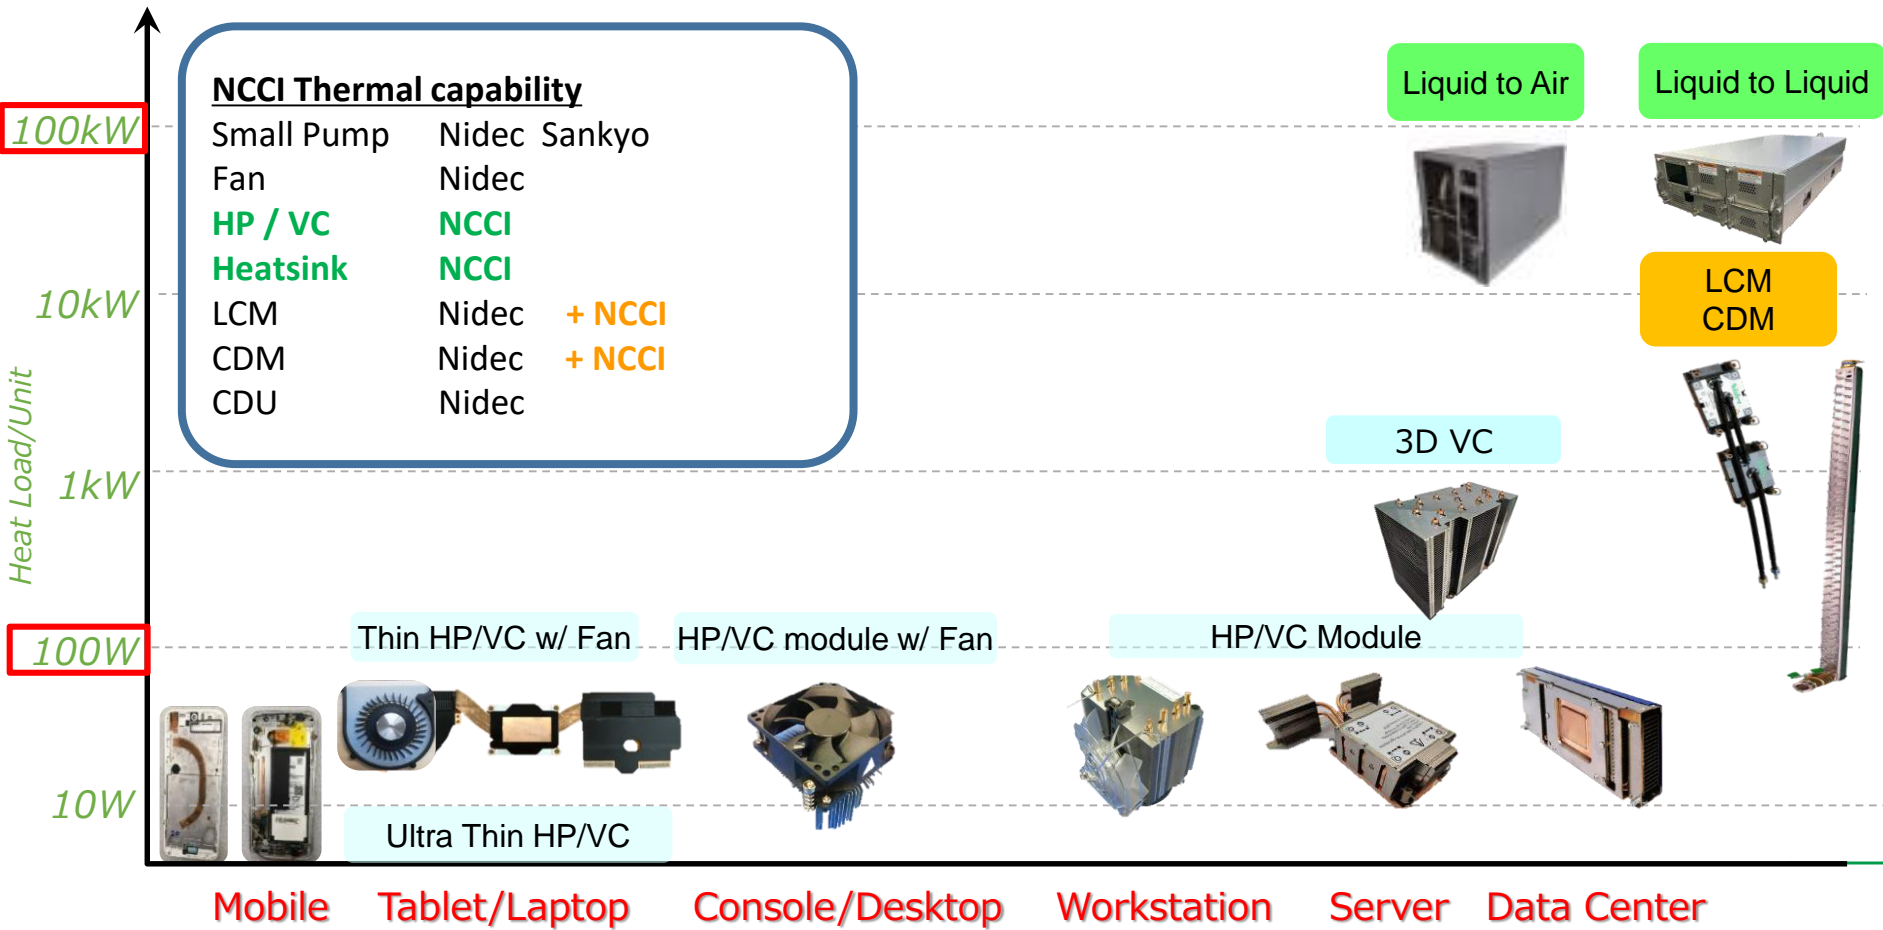 NCCI Thermal capability
Small Pump Nidec Sankyo
Fan Nidec
HP / VC NCCI
Heatsink NCCI
LCM Nidec + NCCI
CDM Nidec + NCCI
CDU Nidec
Liquid to Air
Liquid to Liquid
LCM
CDM
3D VC
Thin HP/VC w/ Fan
HP/VC module w/ Fan
HP/VC Module
Ultra Thin HP/VC
Heat Load/Unit
100kW
10kW
1kW
100W
10W
Mobile
Tablet/Laptop
Console/Desktop
Workstation
Server
Data Center